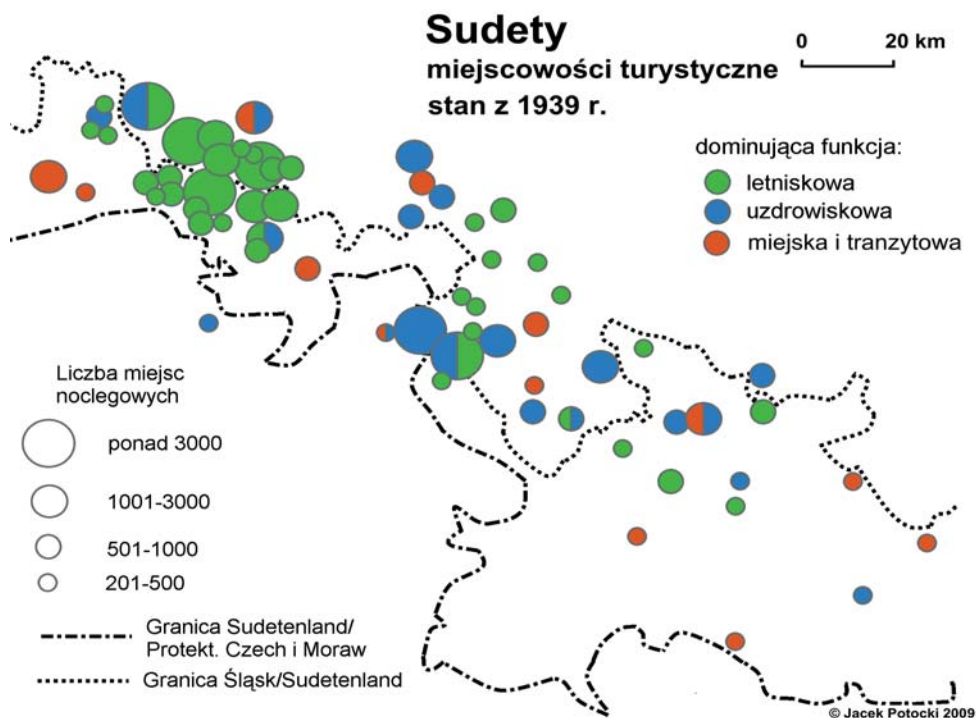 Sudety
miejscowości turystyczne
stan z 1939 r.
0 20 km
dominująca funkcja:
letniskowa
uzdrowiskowa
miejska i tranzytowa
Liczba miejsc
noclegowych
ponad 3000
1001-3000
501-1000
201-500
Granica Sudetenland/
Protekt. Czech i Moraw
Granica Śląsk/Sudetenland
© Jacek Potocki 2009